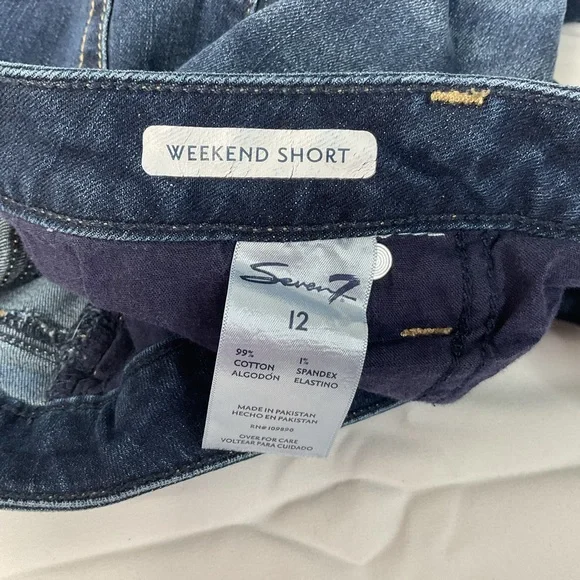 WEEKEND SHORT
Seven7
12
99% 1%
COTTON SPANDEX
ALGODÓN ELASTINO
MADE IN PAKISTAN
HECHO EN PAKISTAN
RN# 109890
OVER FOR CARE
VOLTEAR PARA CUIDADO